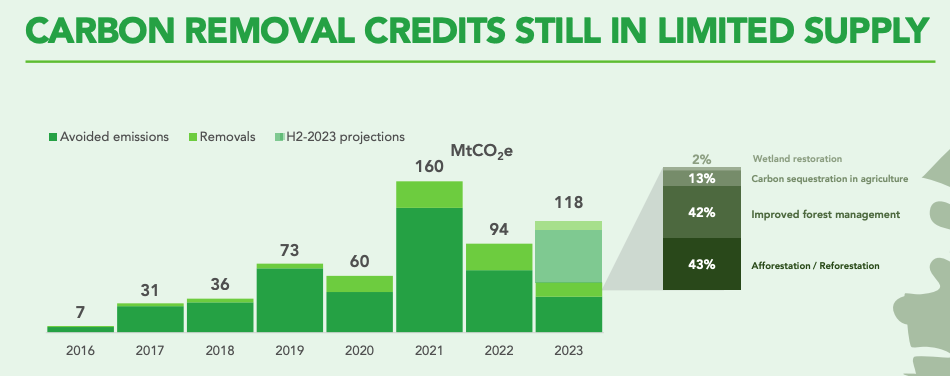 CARBON REMOVAL CREDITS STILL IN LIMITED SUPPLY
Avoided emissions Removals H2-2023 projections
MtCO₂e
7
31
36
73
60
160
94
118
2016 2017 2018 2019 2020 2021 2022 2023
2% Wetland restoration
13% Carbon sequestration in agriculture
42% Improved forest management
43% Afforestation / Reforestation